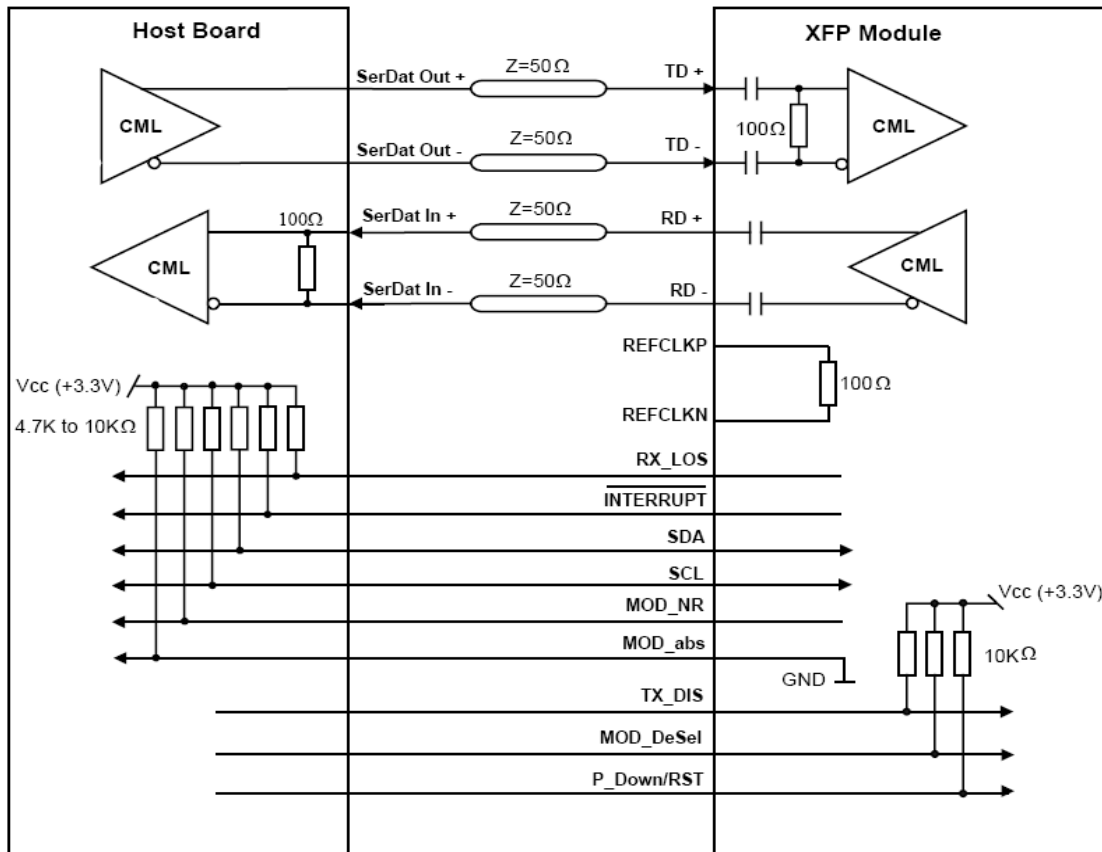 Host Board
XFP Module
CML
SerDat Out +
Z=50Ω
TD +
100Ω
CML
SerDat Out -
Z=50Ω
TD -
100Ω
CML
SerDat In +
Z=50Ω
RD +
CML
SerDat In -
Z=50Ω
RD -
REFCLKP
100Ω
REFCLKN
Vcc (+3.3V)
4.7K to 10KΩ
RX_LOS
INTERRUPT
SDA
SCL
MOD_NR
MOD_abs
GND
Vcc (+3.3V)
10KΩ
TX_DIS
MOD_DeSel
P_Down/RST